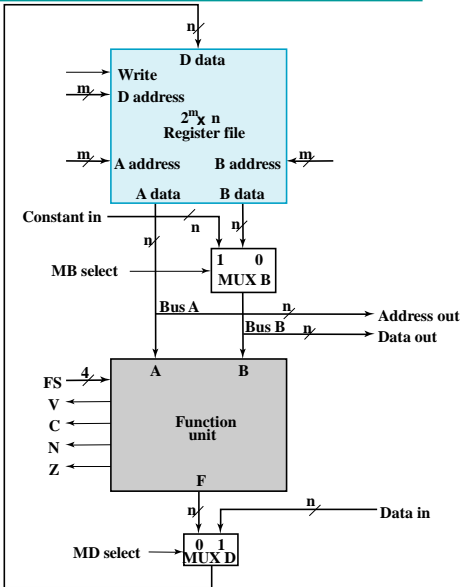 n
D data
Write
m
D address
2^m x n
Register file
m
A address
B address
m
A data
B data
Constant in
n
n
n
1 0
MUX B
MB select
Bus A
n
Address out
Bus B
n
Data out
A
B
FS
4
V
C
N
Z
Function
unit
F
n
n
Data in
MD select
0 1
MUX D